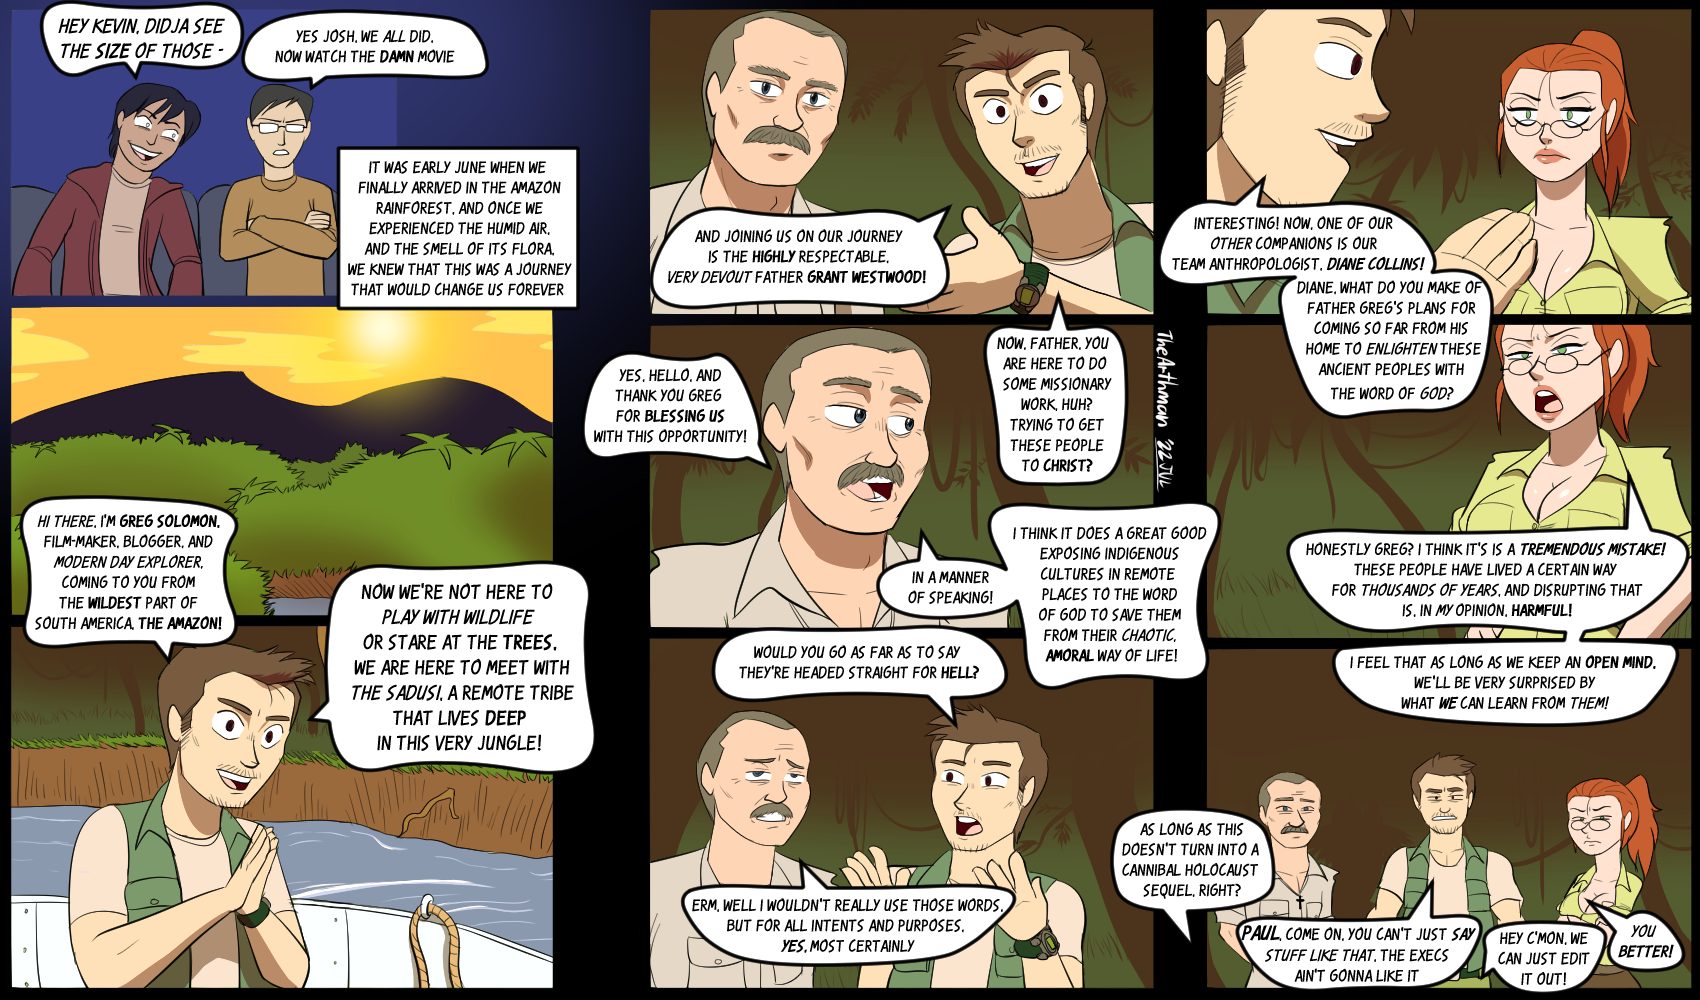 HEY KEVIN, DIDJA SEE
THE SIZE OF THOSE -
YES JOSH, WE ALL DID,
NOW WATCH THE DAMN MOVIE
IT WAS EARLY JUNE WHEN WE
FINALLY ARRIVED IN THE AMAZON
RAINFOREST, AND ONCE WE
EXPERIENCED THE HUMID AIR,
AND THE SMELL OF ITS FLORA,
WE KNEW THAT THIS WAS A JOURNEY
THAT WOULD CHANGE US FOREVER
HI THERE, I'M GREG SOLOMON,
FILM-MAKER, BLOGGER, AND
MODERN DAY EXPLORER,
COMING TO YOU FROM
THE WILDEST PART OF
SOUTH AMERICA, THE AMAZON!
NOW WE'RE NOT HERE TO
PLAY WITH WILDLIFE
OR STARE AT THE TREES,
WE ARE HERE TO MEET WITH
THE SADUSI, A REMOTE TRIBE
THAT LIVES DEEP
IN THIS VERY JUNGLE!
AND JOINING US ON OUR JOURNEY
IS THE HIGHLY RESPECTABLE,
VERY DEVOUT FATHER GRANT WESTWOOD!
NOW, FATHER, YOU
ARE HERE TO DO
SOME MISSIONARY
WORK, HUH?
TRYING TO GET
THESE PEOPLE
TO CHRIST?
YES, HELLO, AND
THANK YOU GREG
FOR BLESSING US
WITH THIS OPPORTUNITY!
IN A MANNER
OF SPEAKING!
I THINK IT DOES A GREAT GOOD
EXPOSING INDIGENOUS
CULTURES IN REMOTE
PLACES TO THE WORD
OF GOD TO SAVE THEM
FROM THEIR CHAOTIC,
AMORAL WAY OF LIFE!
WOULD YOU GO AS FAR AS TO SAY
THEY'RE HEADED STRAIGHT FOR HELL?
ERM, WELL I WOULDN'T REALLY USE THOSE WORDS,
BUT FOR ALL INTENTS AND PURPOSES,
YES, MOST CERTAINLY
TheArthman '22 JIL
INTERESTING! NOW, ONE OF OUR
OTHER COMPANIONS IS OUR
TEAM ANTHROPOLOGIST, DIANE COLLINS!
DIANE, WHAT DO YOU MAKE OF
FATHER GREG'S PLANS FOR
COMING SO FAR FROM HIS
HOME TO ENLIGHTEN THESE
ANCIENT PEOPLES WITH
THE WORD OF GOD?
HONESTLY GREG? I THINK IT'S IS A TREMENDOUS MISTAKE!
THESE PEOPLE HAVE LIVED A CERTAIN WAY
FOR THOUSANDS OF YEARS, AND DISRUPTING THAT
IS, IN MY OPINION, HARMFUL!
I FEEL THAT AS LONG AS WE KEEP AN OPEN MIND,
WE'LL BE VERY SURPRISED BY
WHAT WE CAN LEARN FROM THEM!
AS LONG AS THIS
DOESN'T TURN INTO A
CANNIBAL HOLOCAUST
SEQUEL, RIGHT?
PAUL, COME ON, YOU CAN'T JUST SAY
STUFF LIKE THAT, THE EXECS
AIN'T GONNA LIKE IT
HEY C'MON, WE
CAN JUST EDIT
IT OUT!
YOU
BETTER!